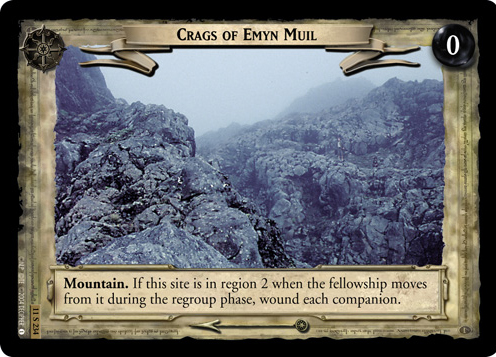 CRAGS OF EMYN MUIL
0
Mountain. If this site is in region 2 when the fellowship moves
from it during the regroup phase, wound each companion.
11 S 234